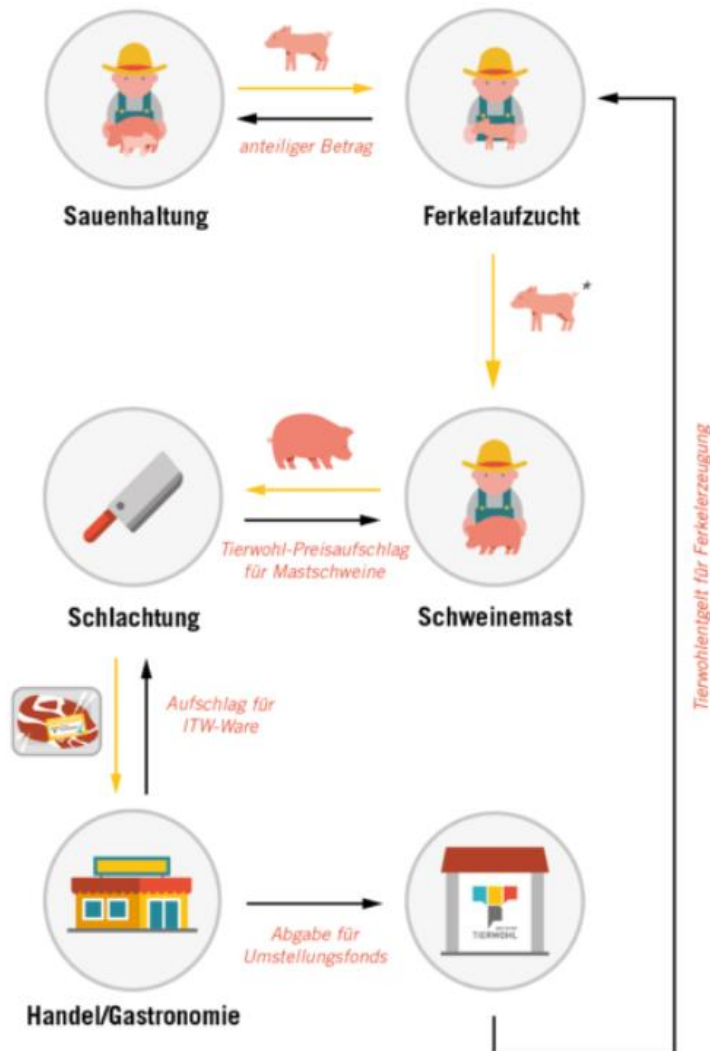 anteiliger Betrag
Sauenhaltung
Ferkelaufzucht
*
Tierwohl-Preisaufschlag
für Mastschweine
Schlachtung
Schweinemast
Tierwohlentgelt für Ferkelerzeugung
Aufschlag für
ITW-Ware
TIERWOHL
Abgabe für
Umstellungsfonds
Handel/Gastronomie